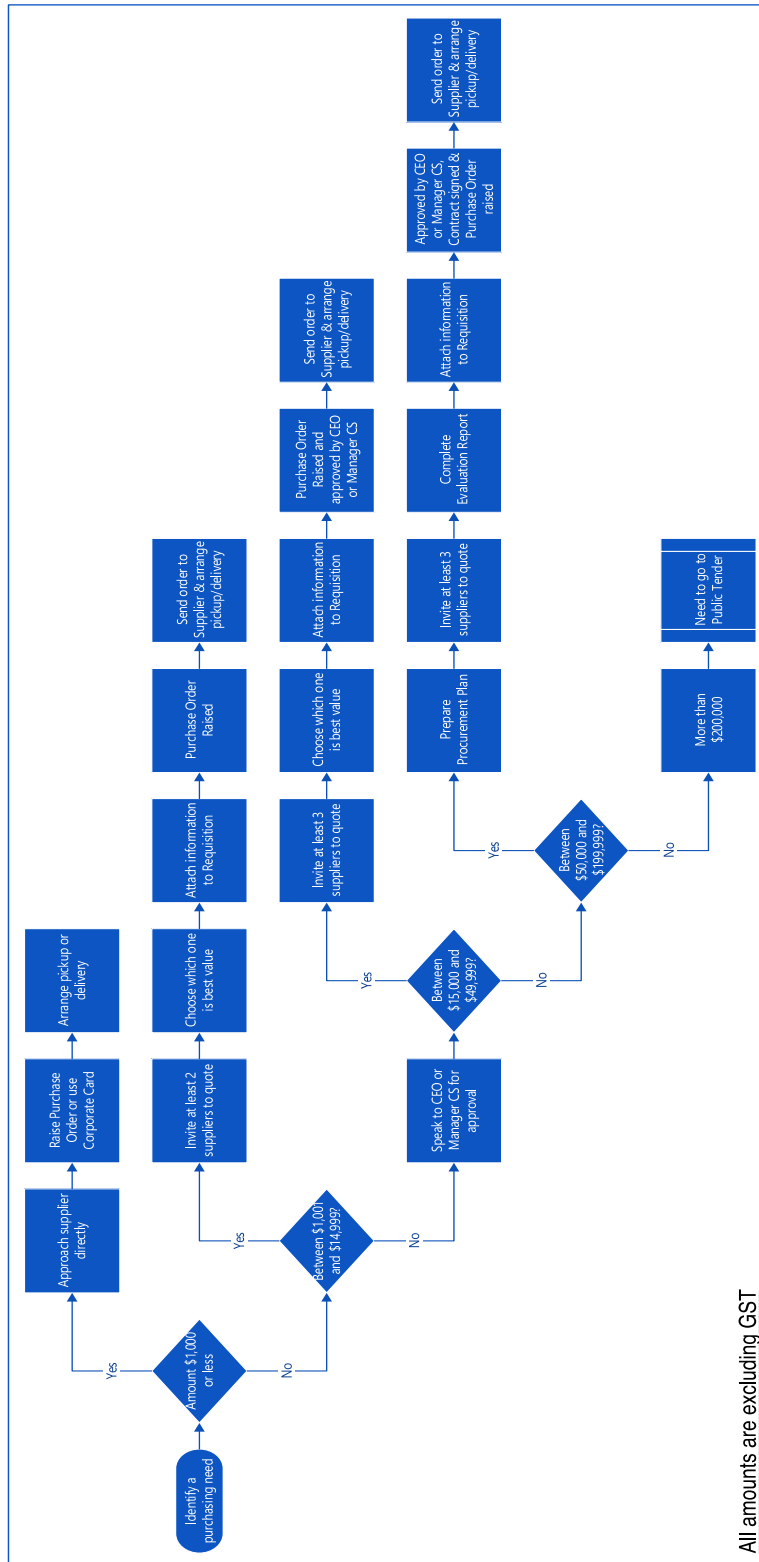 Identify a
purchasing need
Amount $1,000
or less
Yes
No
Approach supplier
directly
Raise Purchase
Order or use
Corporate Card
Arrange pickup or
delivery
Between $1,001
and $14,999?
Yes
No
Invite at least 2
suppliers to quote
Choose which one
is best value
Attach information
to Requisition
Purchase Order
Raised
Send order to
Supplier & arrange
pickup/delivery
Speak to CEO or
Manager CS for
approval
Between
$15,000 and
$49,999?
Yes
No
Invite at least 3
suppliers to quote
Choose which one
is best value
Attach information
to Requisition
Purchase Order
Raised and
approved by CEO
or Manager CS
Send order to
Supplier & arrange
pickup/delivery
Between
$50,000 and
$199,999?
Yes
No
Prepare
Procurement Plan
Invite at least 3
suppliers to quote
Complete
Evaluation Report
Attach information
to Requisition
Approved by CEO
or Manager CS,
Contract signed &
Purchase Order
raised
Send order to
Supplier & arrange
pickup/delivery
More than
$200,000
Need to go to
Public Tender
All amounts are excluding GST